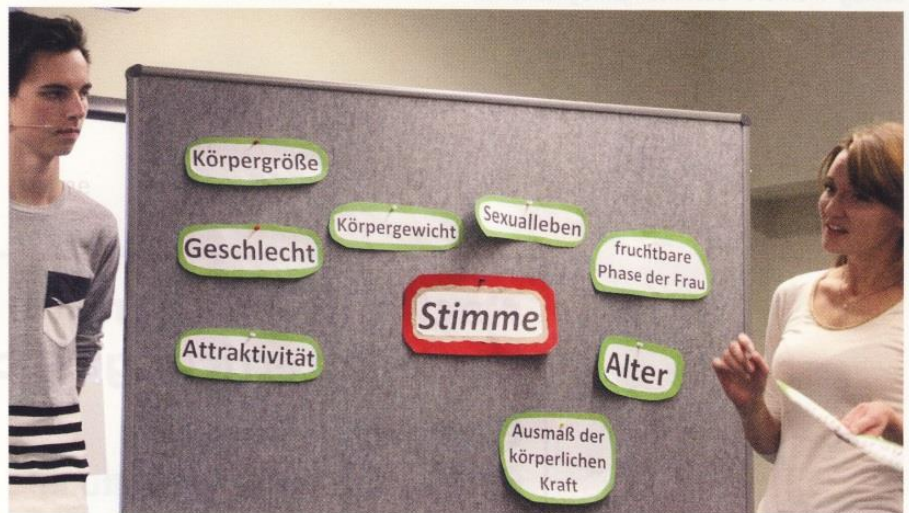 Körpergröße
Körpergewicht
Sexualleben
Geschlecht
fruchtbare
Phase der Frau
Stimme
Attraktivität
Alter
Ausmaß der
körperlichen
Kraft